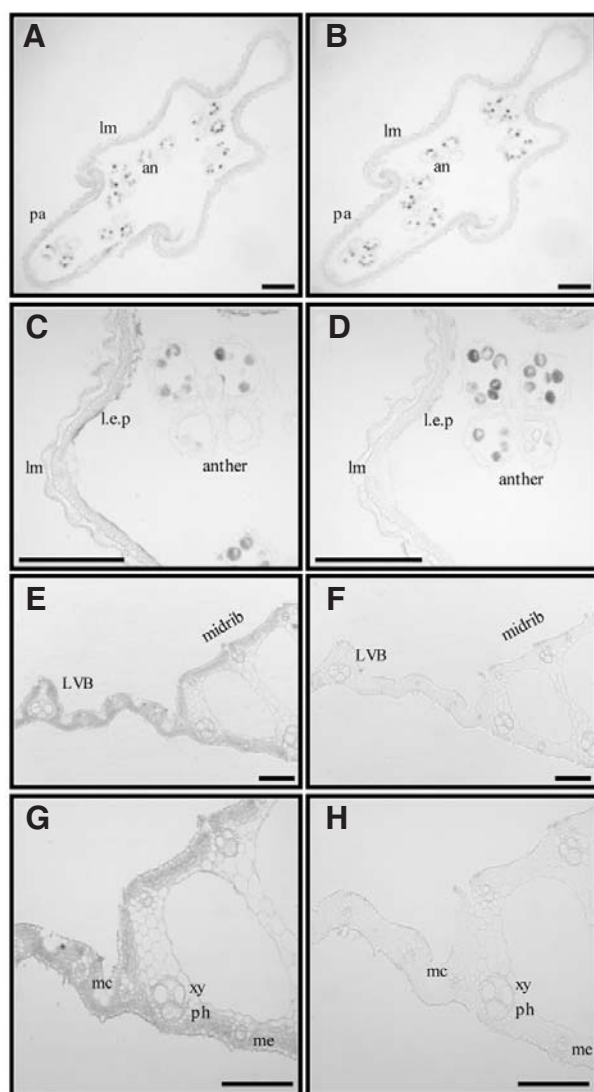 A
lm
an
pa
B
lm
an
pa
C
l.e.p
lm
anther
D
l.e.p
lm
anther
E
midrib
LVB
F
midrib
LVB
G
mc
xy
ph
me
H
mc
xy
ph
me